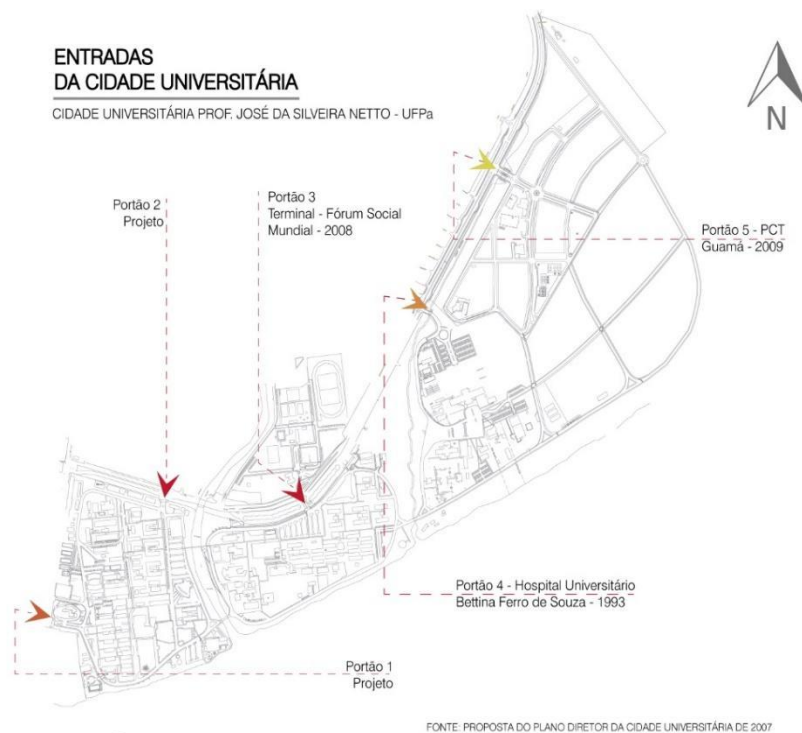 ENTRADAS
DA CIDADE UNIVERSITÁRIA
CIDADE UNIVERSITÁRIA PROF. JOSÉ DA SILVEIRA NETTO - UFPa
N
Portão 2
Projeto
Portão 3
Terminal - Fórum Social
Mundial - 2008
Portão 5 - PCT
Guamá - 2009
Portão 4 - Hospital Universitário
Bettina Ferro de Souza - 1993
Portão 1
Projeto
FONTE: PROPOSTA DO PLANO DIRETOR DA CIDADE UNIVERSITÁRIA DE 2007